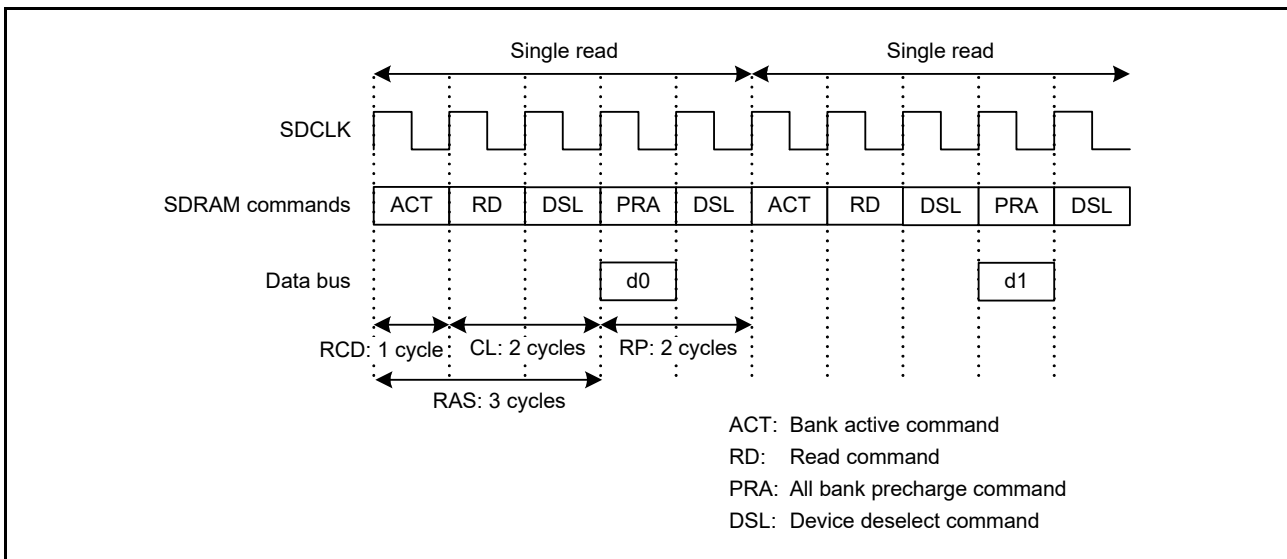 Single read Single read
SDCLK
SDRAM commands ACT RD DSL PRA DSL ACT RD DSL PRA DSL
Data bus d0 d1
RCD: 1 cycle CL: 2 cycles RP: 2 cycles
RAS: 3 cycles
ACT: Bank active command
RD: Read command
PRA: All bank precharge command
DSL: Device deselect command